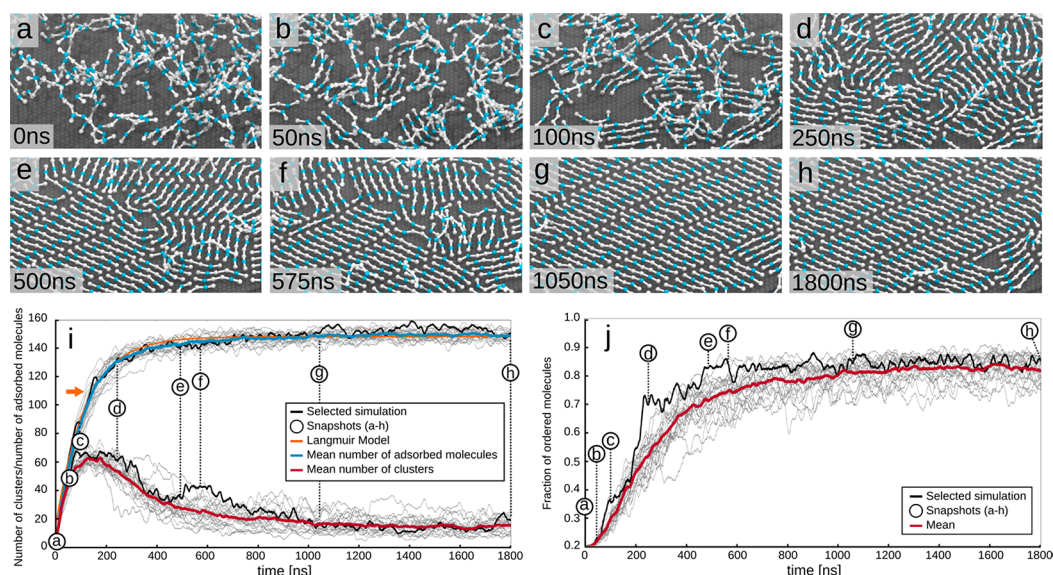 a
b
c
d
0ns
50ns
100ns
250ns
e
f
g
h
500ns
575ns
1050ns
1800ns
i
Number of clusters/number of adsorbed molecules
160
140
120
100
80
60
40
20
0
a
b
c
d
e
f
g
h
Selected simulation
Snapshots (a-h)
Langmuir Model
Mean number of adsorbed molecules
Mean number of clusters
0 200 400 600 800 1000 1200 1400 1600 1800
time [ns]
j
Fraction of ordered molecules
1.0
0.9
0.8
0.7
0.6
0.5
0.4
0.3
0.2
a
b
c
d
e
f
g
h
Selected simulation
Snapshots (a-h)
Mean
0 200 400 600 800 1000 1200 1400 1600 1800
time [ns]